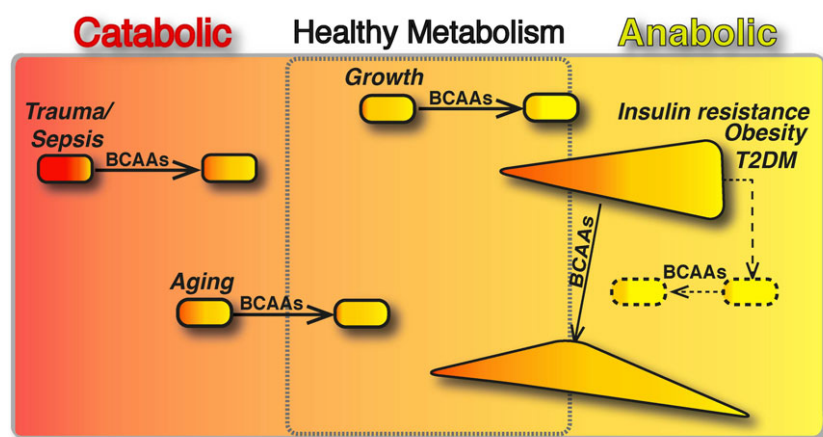 Catabolic Healthy Metabolism Anabolic
Growth
BCAAs
Trauma/
Sepsis
BCAAs
Insulin resistance
Obesity
T2DM
BCAAs
BCAAs
Aging
BCAAs